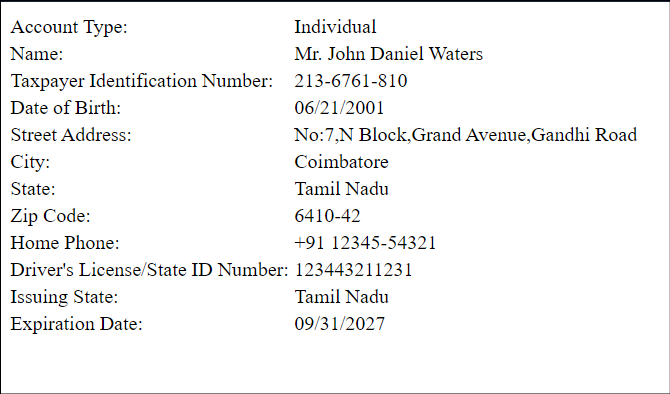 Account Type: Individual
Name: Mr. John Daniel Waters
Taxpayer Identification Number: 213-6761-810
Date of Birth: 06/21/2001
Street Address: No:7,N Block,Grand Avenue,Gandhi Road
City: Coimbatore
State: Tamil Nadu
Zip Code: 6410-42
Home Phone: +91 12345-54321
Driver's License/State ID Number: 123443211231
Issuing State: Tamil Nadu
Expiration Date: 09/31/2027